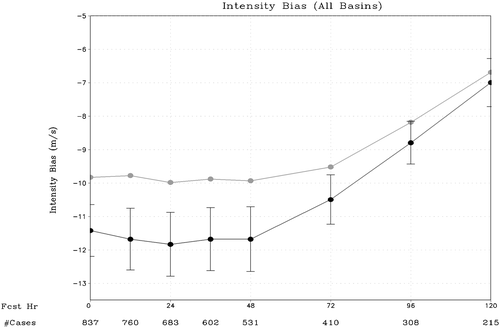 Intensity Bias (All Basins)
Intensity Bias (m/s)
-5
-6
-7
-8
-9
-10
-11
-12
-13
Fcst Hr 0 24 48 72 96 120
#Cases 837 760 683 602 531 410 308 215